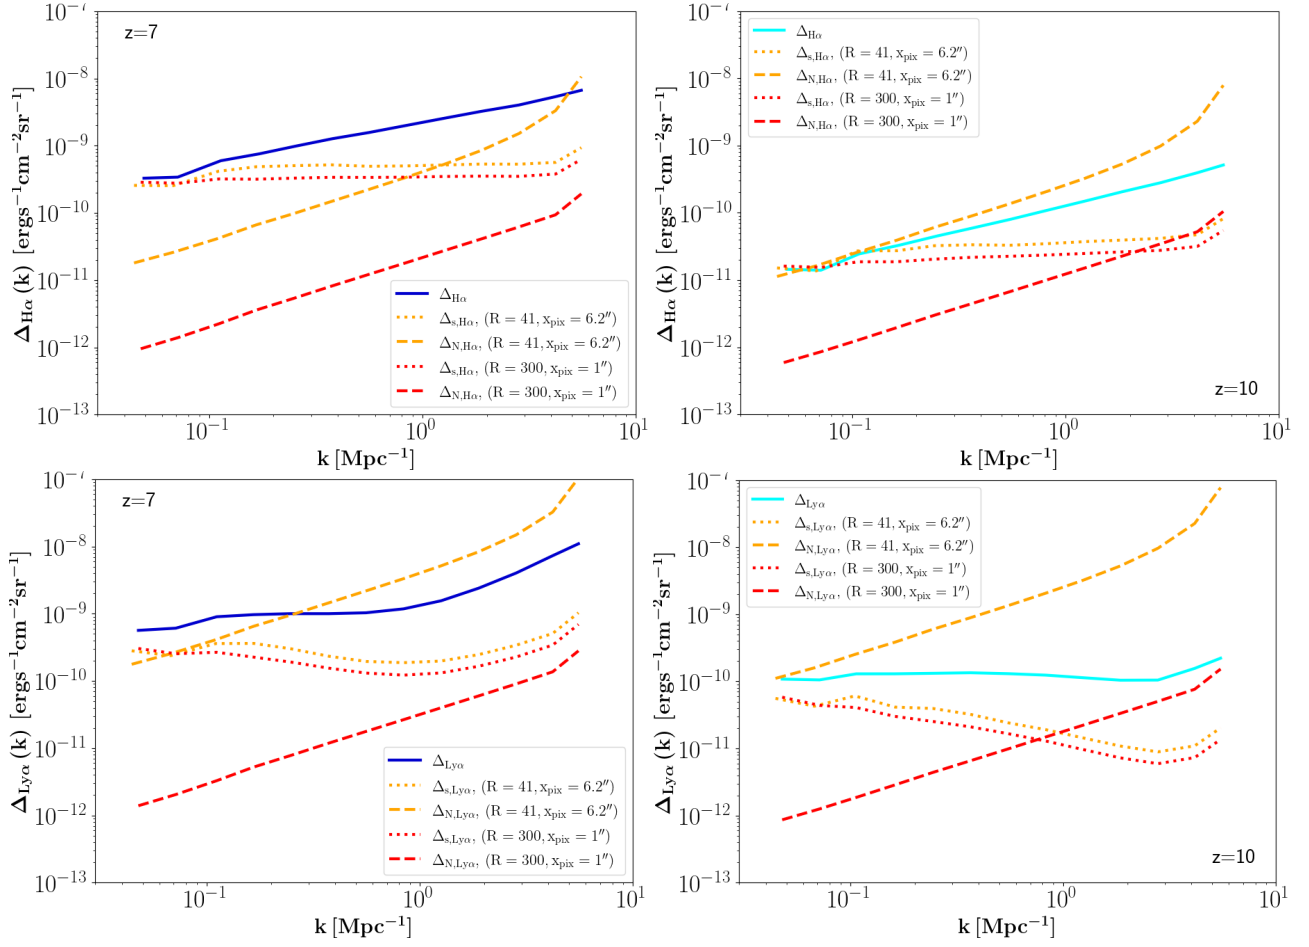 z=7
Δ_Hα(k) [ergs⁻¹cm⁻²sr⁻¹]
10⁻⁸
10⁻⁹
10⁻¹⁰
10⁻¹¹
10⁻¹²
10⁻¹³
Δ_Hα
Δ_s,Hα, (R = 41, x_pix = 6.2″)
Δ_N,Hα, (R = 41, x_pix = 6.2″)
Δ_s,Hα, (R = 300, x_pix = 1″)
Δ_N,Hα, (R = 300, x_pix = 1″)
10⁻¹ 10⁰ 10¹
k [Mpc⁻¹]
Δ_Hα
Δ_s,Hα, (R = 41, x_pix = 6.2″)
Δ_N,Hα, (R = 41, x_pix = 6.2″)
Δ_s,Hα, (R = 300, x_pix = 1″)
Δ_N,Hα, (R = 300, x_pix = 1″)
Δ_Hα(k) [ergs⁻¹cm⁻²sr⁻¹]
10⁻⁸
10⁻⁹
10⁻¹⁰
10⁻¹¹
10⁻¹²
10⁻¹³
z=10
10⁻¹ 10⁰ 10¹
k [Mpc⁻¹]
z=7
Δ_Lyα(k) [ergs⁻¹cm⁻²sr⁻¹]
10⁻⁸
10⁻⁹
10⁻¹⁰
10⁻¹¹
10⁻¹²
10⁻¹³
Δ_Lyα
Δ_s,Lyα, (R = 41, x_pix = 6.2″)
Δ_N,Lyα, (R = 41, x_pix = 6.2″)
Δ_s,Lyα, (R = 300, x_pix = 1″)
Δ_N,Lyα, (R = 300, x_pix = 1″)
10⁻¹ 10⁰ 10¹
k [Mpc⁻¹]
Δ_Lyα
Δ_s,Lyα, (R = 41, x_pix = 6.2″)
Δ_N,Lyα, (R = 41, x_pix = 6.2″)
Δ_s,Lyα, (R = 300, x_pix = 1″)
Δ_N,Lyα, (R = 300, x_pix = 1″)
Δ_Lyα(k) [ergs⁻¹cm⁻²sr⁻¹]
10⁻⁸
10⁻⁹
10⁻¹⁰
10⁻¹¹
10⁻¹²
10⁻¹³
z=10
10⁻¹ 10⁰ 10¹
k [Mpc⁻¹]